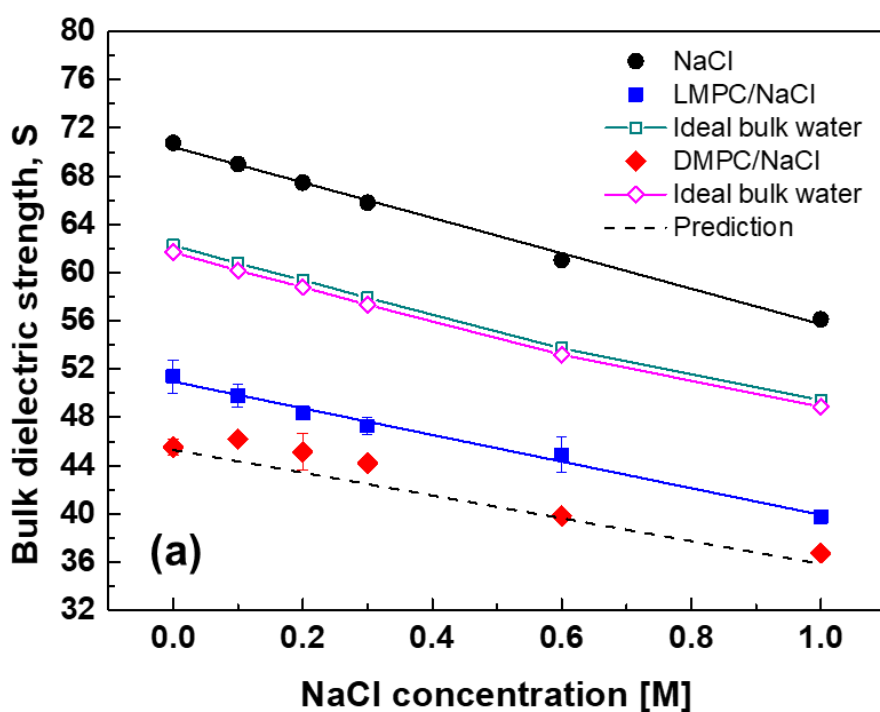 80
76
72
68
64
60
56
52
48
44
40
36
32
Bulk dielectric strength, S
NaCl
LMPC/NaCl
Ideal bulk water
DMPC/NaCl
Ideal bulk water
Prediction
(a)
0.0
0.2
0.4
0.6
0.8
1.0
NaCl concentration [M]